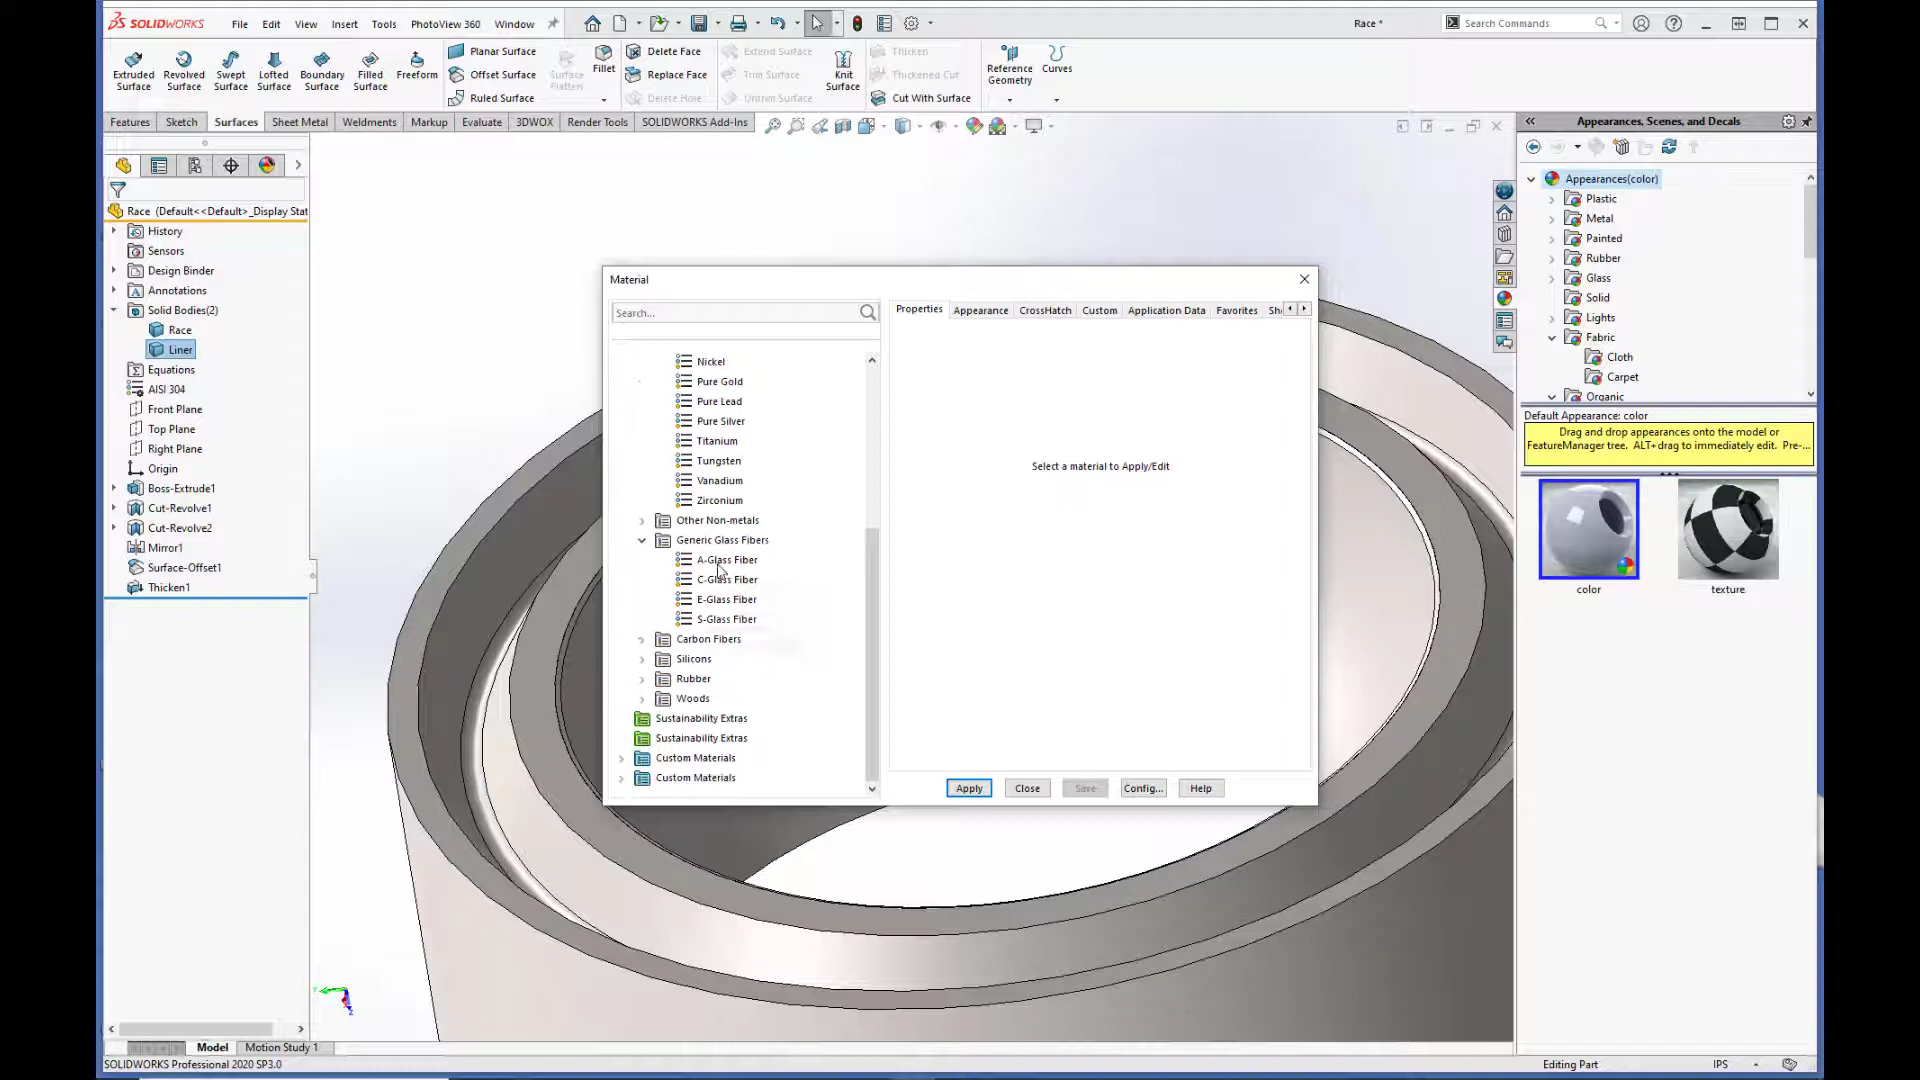 SOLIDWORKS File Edit View Insert Tools PhotoView 360 Window Race * Search Commands
Extruded Surface
Revolved Surface
Swept Surface
Lofted Surface
Boundary Surface
Filled Surface
Freeform
Planar Surface
Offset Surface
Ruled Surface
Surface Flatten
Fillet
Delete Face
Replace Face
Delete Hole
Extend Surface
Trim Surface
Untrim Surface
Knit Surface
Thicken
Thickened Cut
Cut With Surface
Reference Geometry
Curves
Features Sketch Surfaces Sheet Metal Weldments Markup Evaluate 3DWOX Render Tools SOLIDWORKS Add-Ins
Race (Default<<Default>_Display Stat
History
Sensors
Design Binder
Annotations
Solid Bodies(2)
Race
Liner
Equations
AISI 304
Front Plane
Top Plane
Right Plane
Origin
Boss-Extrude1
Cut-Revolve1
Cut-Revolve2
Mirror1
Surface-Offset1
Thicken1
Material
Search...
Nickel
Pure Gold
Pure Lead
Pure Silver
Titanium
Tungsten
Vanadium
Zirconium
Other Non-metals
Generic Glass Fibers
A-Glass Fiber
C-Glass Fiber
E-Glass Fiber
S-Glass Fiber
Carbon Fibers
Silicons
Rubber
Woods
Sustainability Extras
Sustainability Extras
Custom Materials
Custom Materials
Properties Appearance CrossHatch Custom Application Data Favorites Sh
Select a material to Apply/Edit
Apply Close Save Config... Help
Appearances, Scenes, and Decals
Appearances(color)
Plastic
Metal
Painted
Rubber
Glass
Solid
Lights
Fabric
Cloth
Carpet
Organic
Default Appearance: color
Drag and drop appearances onto the model or
FeatureManager tree. ALT+drag to immediately edit. Pre-...
color texture
Y
Z
Model Motion Study 1
SOLIDWORKS Professional 2020 SP3.0 Editing Part IPS